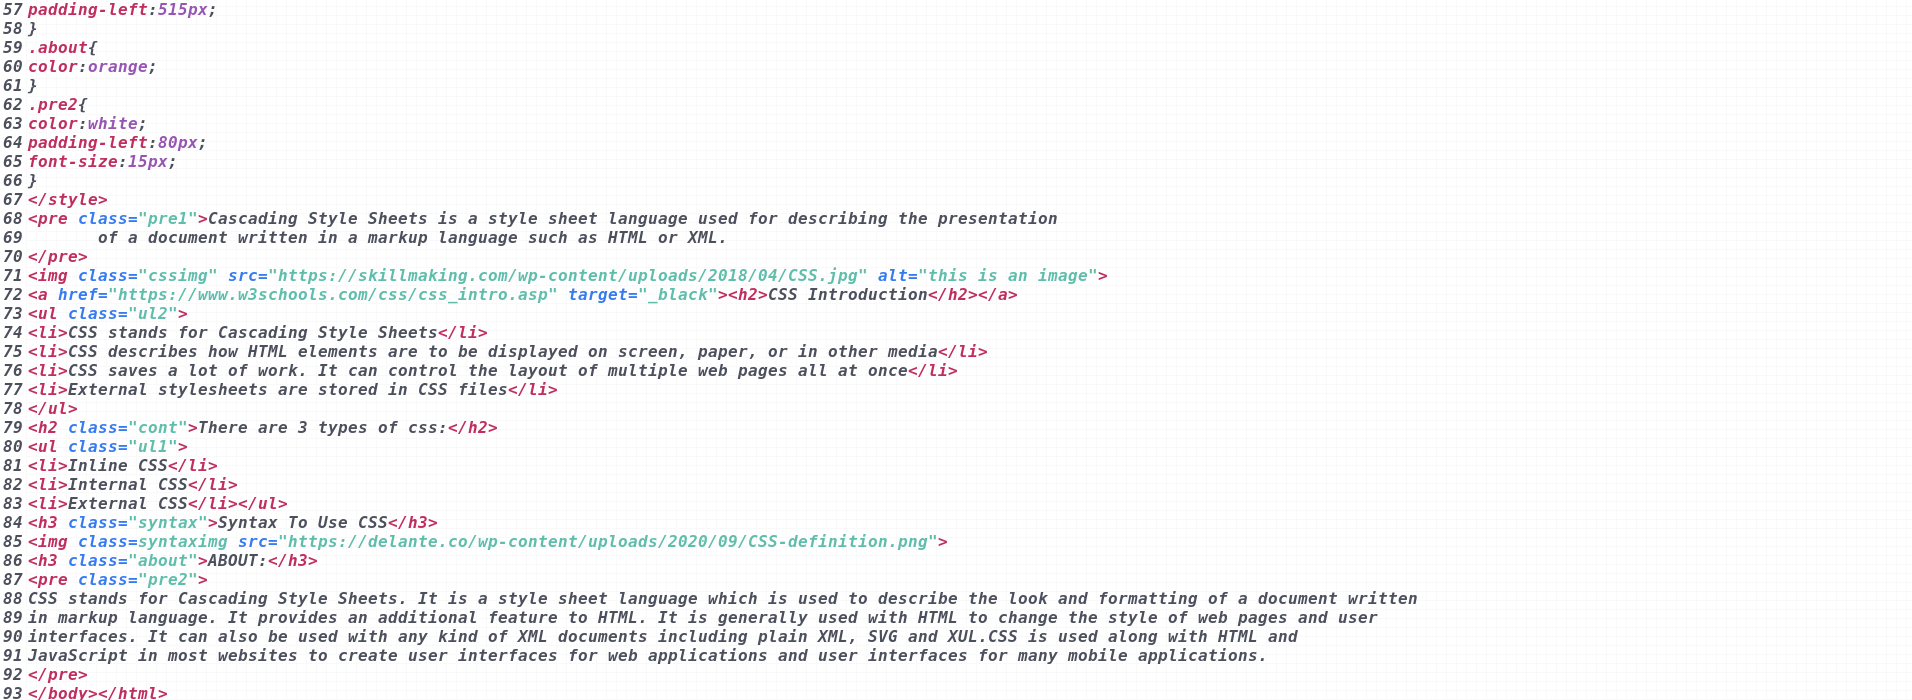 57 padding-left:515px;
58 }
59 .about{
60 color:orange;
61 }
62 .pre2{
63 color:white;
64 padding-left:80px;
65 font-size:15px;
66 }
67 </style>
68 <pre class="pre1">Cascading Style Sheets is a style sheet language used for describing the presentation
69        of a document written in a markup language such as HTML or XML.
70 </pre>
71 <img class="cssimg" src="https://skillmaking.com/wp-content/uploads/2018/04/CSS.jpg" alt="this is an image">
72 <a href="https://www.w3schools.com/css/css_intro.asp" target="_black"><h2>CSS Introduction</h2></a>
73 <ul class="ul2">
74 <li>CSS stands for Cascading Style Sheets</li>
75 <li>CSS describes how HTML elements are to be displayed on screen, paper, or in other media</li>
76 <li>CSS saves a lot of work. It can control the layout of multiple web pages all at once</li>
77 <li>External stylesheets are stored in CSS files</li>
78 </ul>
79 <h2 class="cont">There are 3 types of css:</h2>
80 <ul class="ul1">
81 <li>Inline CSS</li>
82 <li>Internal CSS</li>
83 <li>External CSS</li></ul>
84 <h3 class="syntax">Syntax To Use CSS</h3>
85 <img class=syntaximg src="https://delante.co/wp-content/uploads/2020/09/CSS-definition.png">
86 <h3 class="about">ABOUT:</h3>
87 <pre class="pre2">
88 CSS stands for Cascading Style Sheets. It is a style sheet language which is used to describe the look and formatting of a document written
89 in markup language. It provides an additional feature to HTML. It is generally used with HTML to change the style of web pages and user
90 interfaces. It can also be used with any kind of XML documents including plain XML, SVG and XUL.CSS is used along with HTML and
91 JavaScript in most websites to create user interfaces for web applications and user interfaces for many mobile applications.
92 </pre>
93 </body></html>